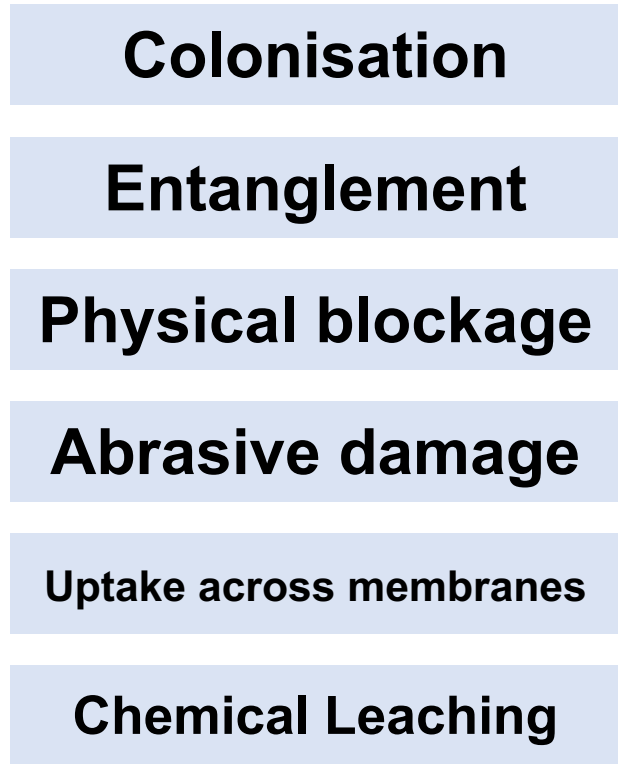 Colonisation
Entanglement
Physical blockage
Abrasive damage
Uptake across membranes
Chemical Leaching